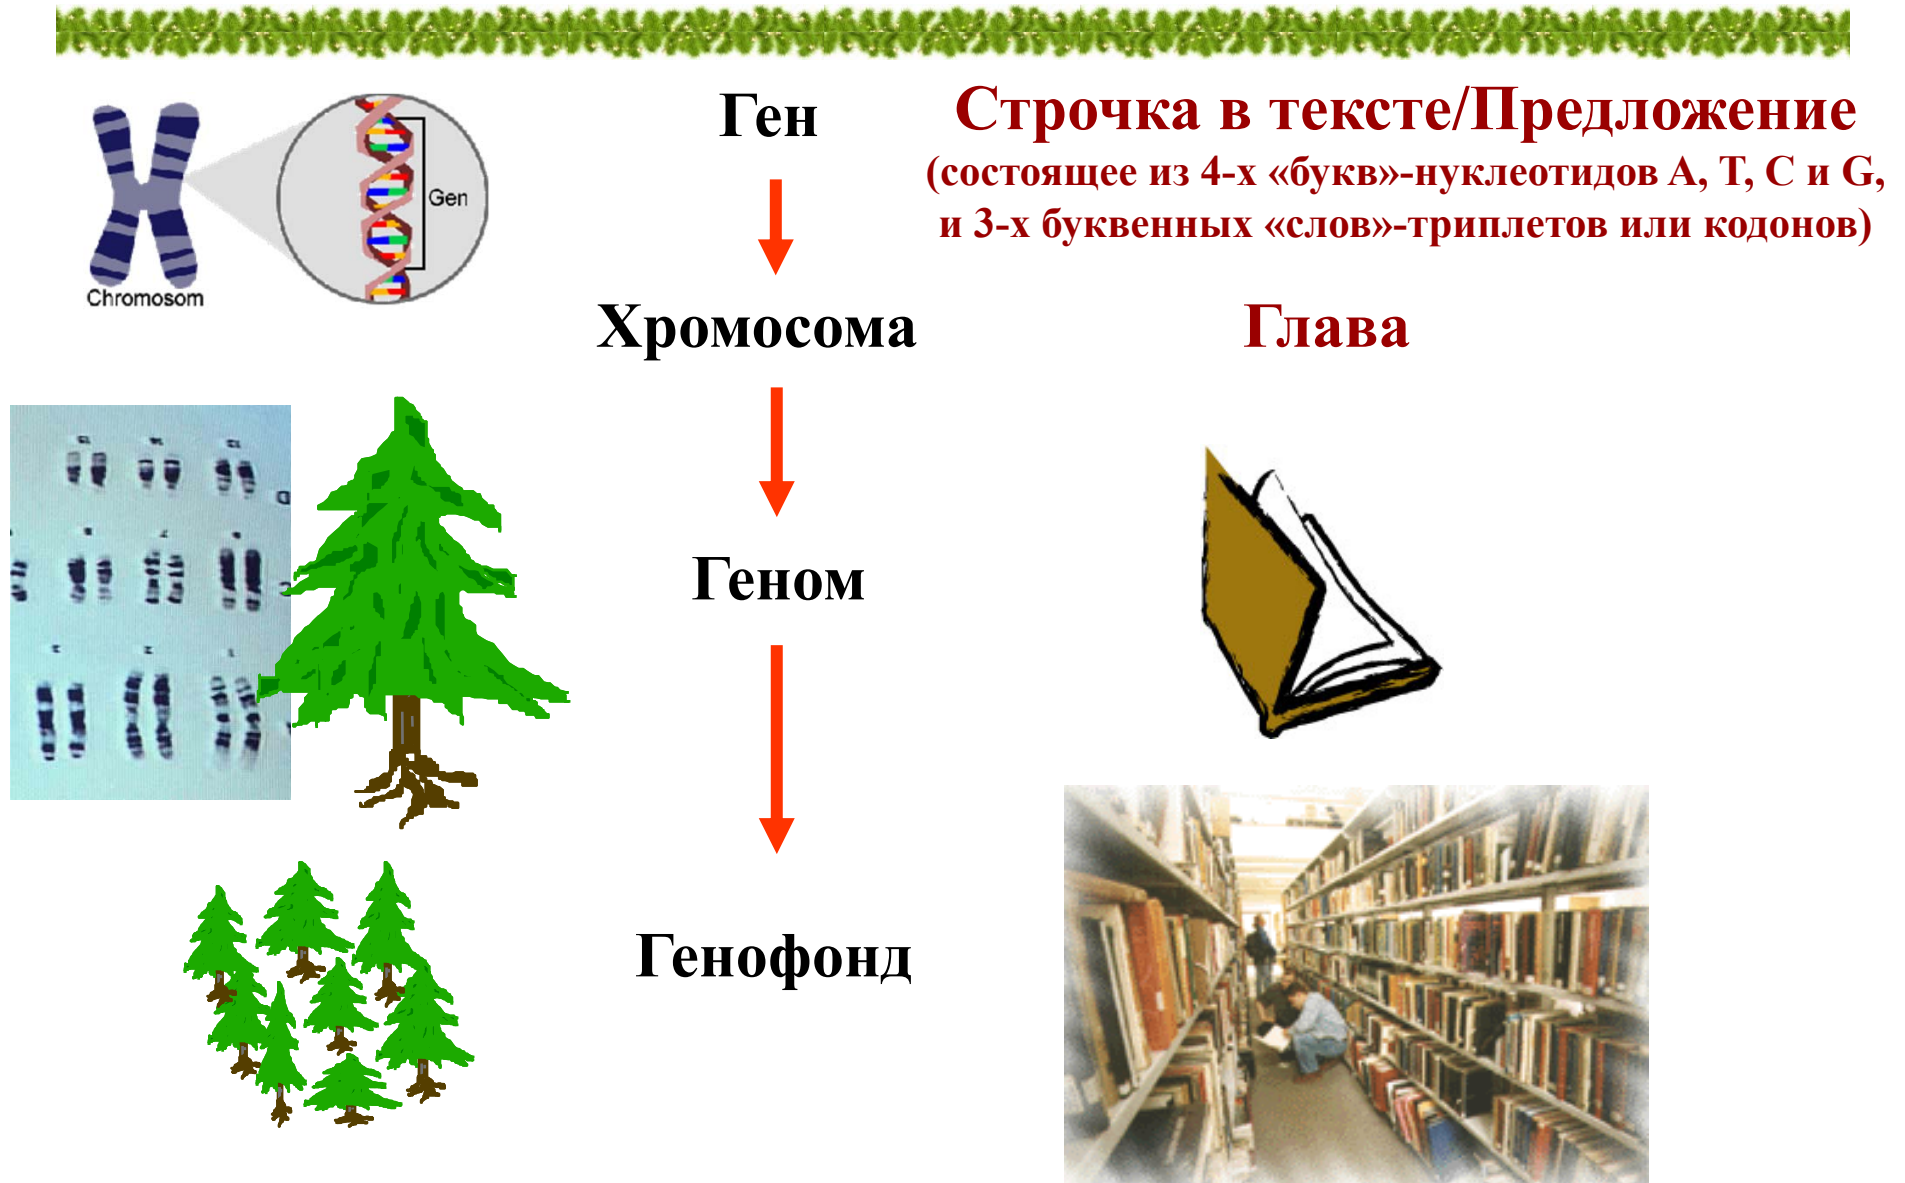 Ген
Строчка в тексте/Предложение
(состоящее из 4-х «букв»-нуклеотидов А, Т, С и G,
и 3-х буквенных «слов»-триплетов или кодонов)
Gen
Chromosom
Хромосома
Глава
Геном
Генофонд